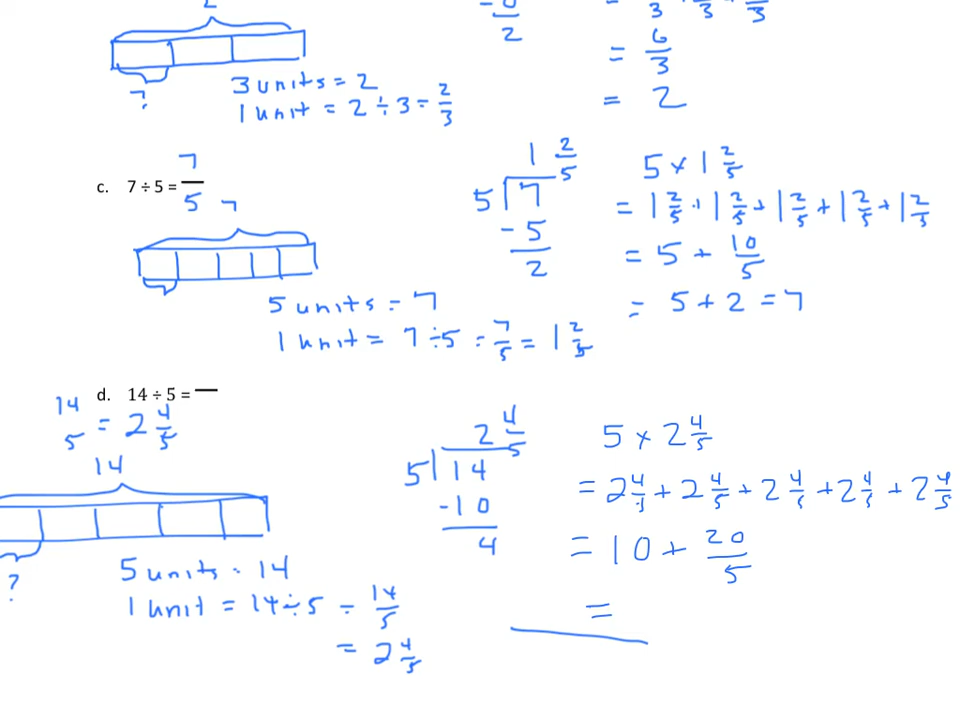 -0
2
3 3 3
= 6/3
= 2
?
3 units = 2
1 unit = 2 ÷ 3 = 2/3
c. 7 ÷ 5 = 7/5
7
5 units = 7
1 unit = 7 ÷ 5 = 7/5 = 1 2/5
1 2/5
5 7
- 5
2
5 × 1 2/5
= 1 2/5 + 1 2/5 + 1 2/5 + 1 2/5 + 1 2/5
= 5 + 10/5
= 5 + 2 = 7
d. 14 ÷ 5 =
14/5 = 2 4/5
14
?
5 units = 14
1 unit = 14 ÷ 5 = 14/5
= 2 4/5
2 4/5
5 14
-10
4
5 × 2 4/5
= 2 4/5 + 2 4/5 + 2 4/5 + 2 4/5 + 2 4/5
= 10 + 20/5
=